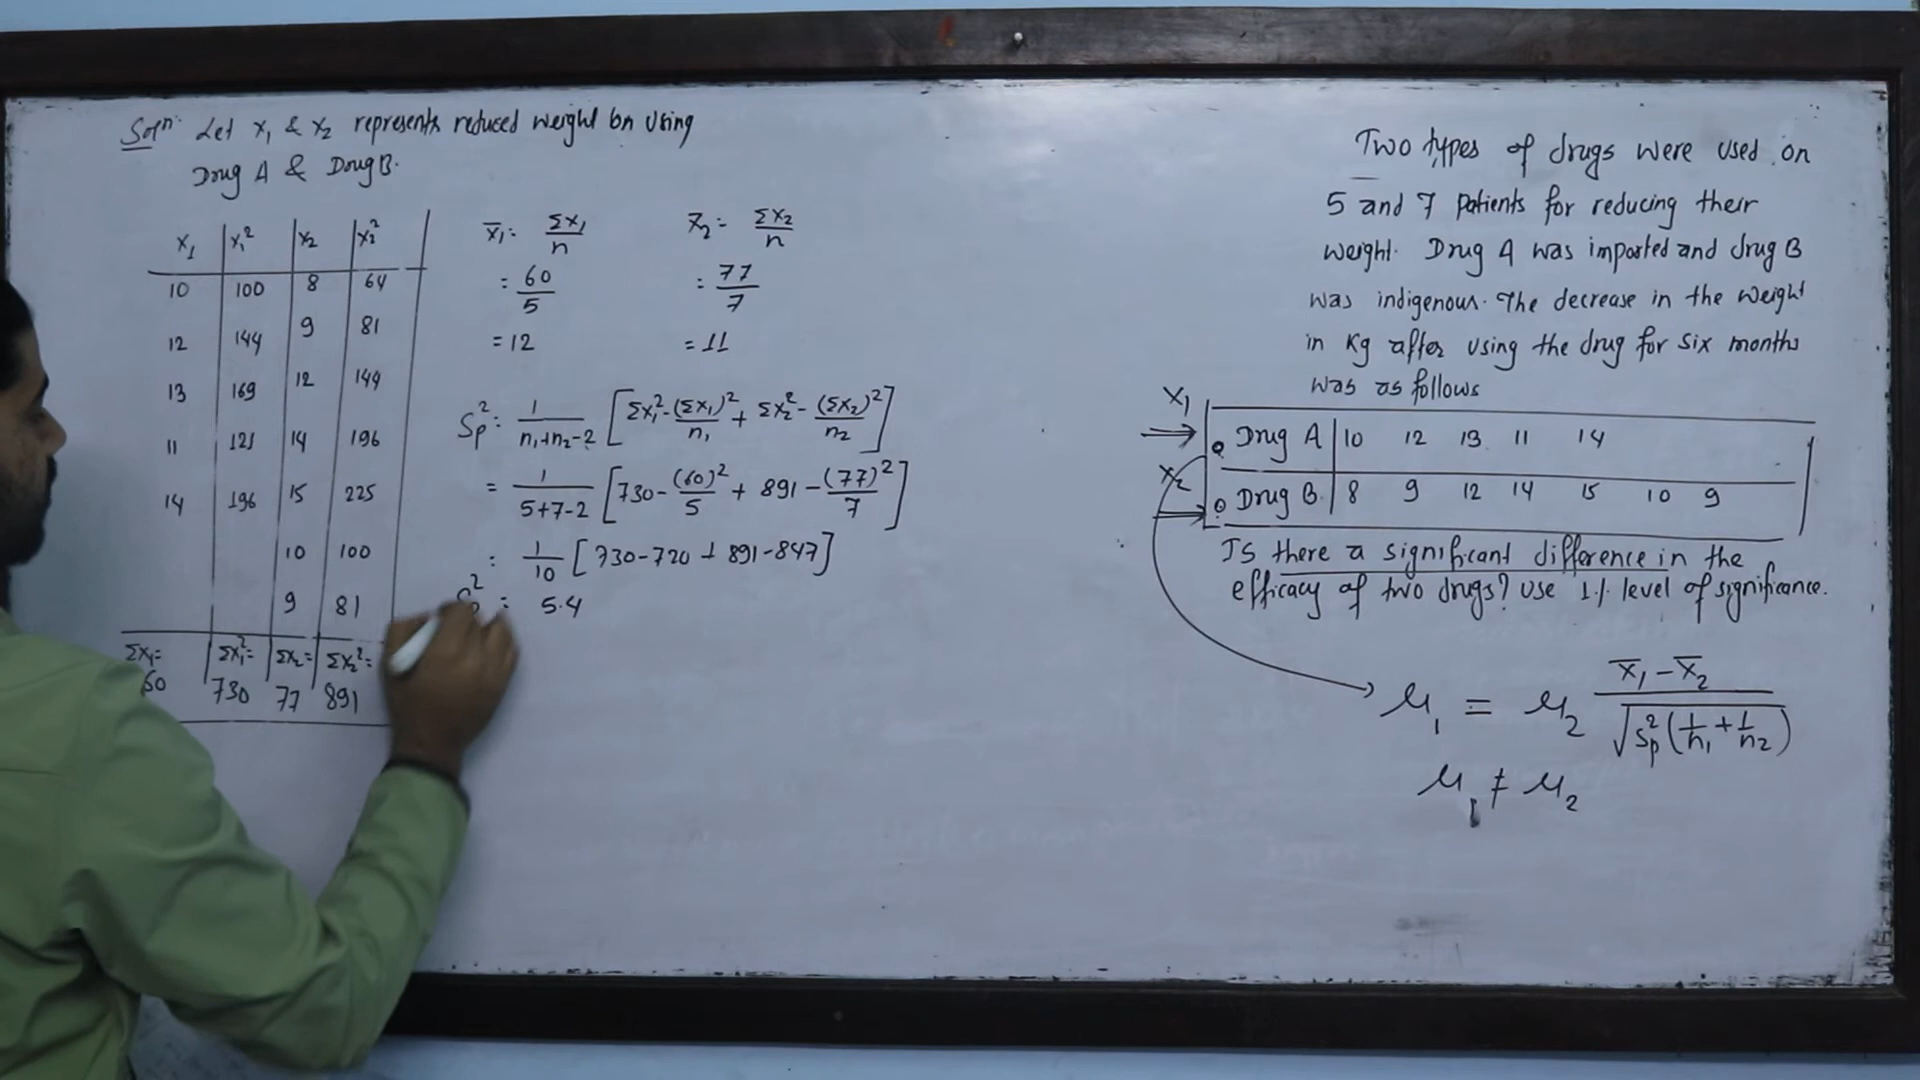 Solⁿ: Let x₁ & x₂ represents reduced weight on using
Drug A & Drug B.
x₁ | x₁² | x₂ | x₂²
10 | 100 | 8 | 64
12 | 144 | 9 | 81
13 | 169 | 12 | 144
11 | 121 | 14 | 196
14 | 196 | 15 | 225
10 | 100
9 | 81
Σx₁= | Σx₁²= | Σx₂= | Σx₂²=
60 | 730 | 77 | 891
x̄₁ = Σx₁/n
= 60/5
= 12
x̄₂ = Σx₂/n
= 77/7
= 11
Sp² = 1/(n₁+n₂-2) [Σx₁² - (Σx₁)²/n₁ + Σx₂² - (Σx₂)²/n₂]
= 1/(5+7-2) [730 - (60)²/5 + 891 - (77)²/7]
= 1/10 [730-720 + 891-847]
= 5.4
Two types of drugs were used on
5 and 7 patients for reducing their
weight. Drug A was imported and drug B
was indigenous. The decrease in the weight
in Kg after using the drug for six months
was as follows
x₁
Drug A | 10 12 13 11 14
x₂
Drug B | 8 9 12 14 15 10 9
Is there a significant difference in the
efficacy of two drugs? Use 1% level of significance.
μ₁ = μ₂ (x̄₁ - x̄₂)/√(Sp²(1/n₁ + 1/n₂))
μ₁ ≠ μ₂